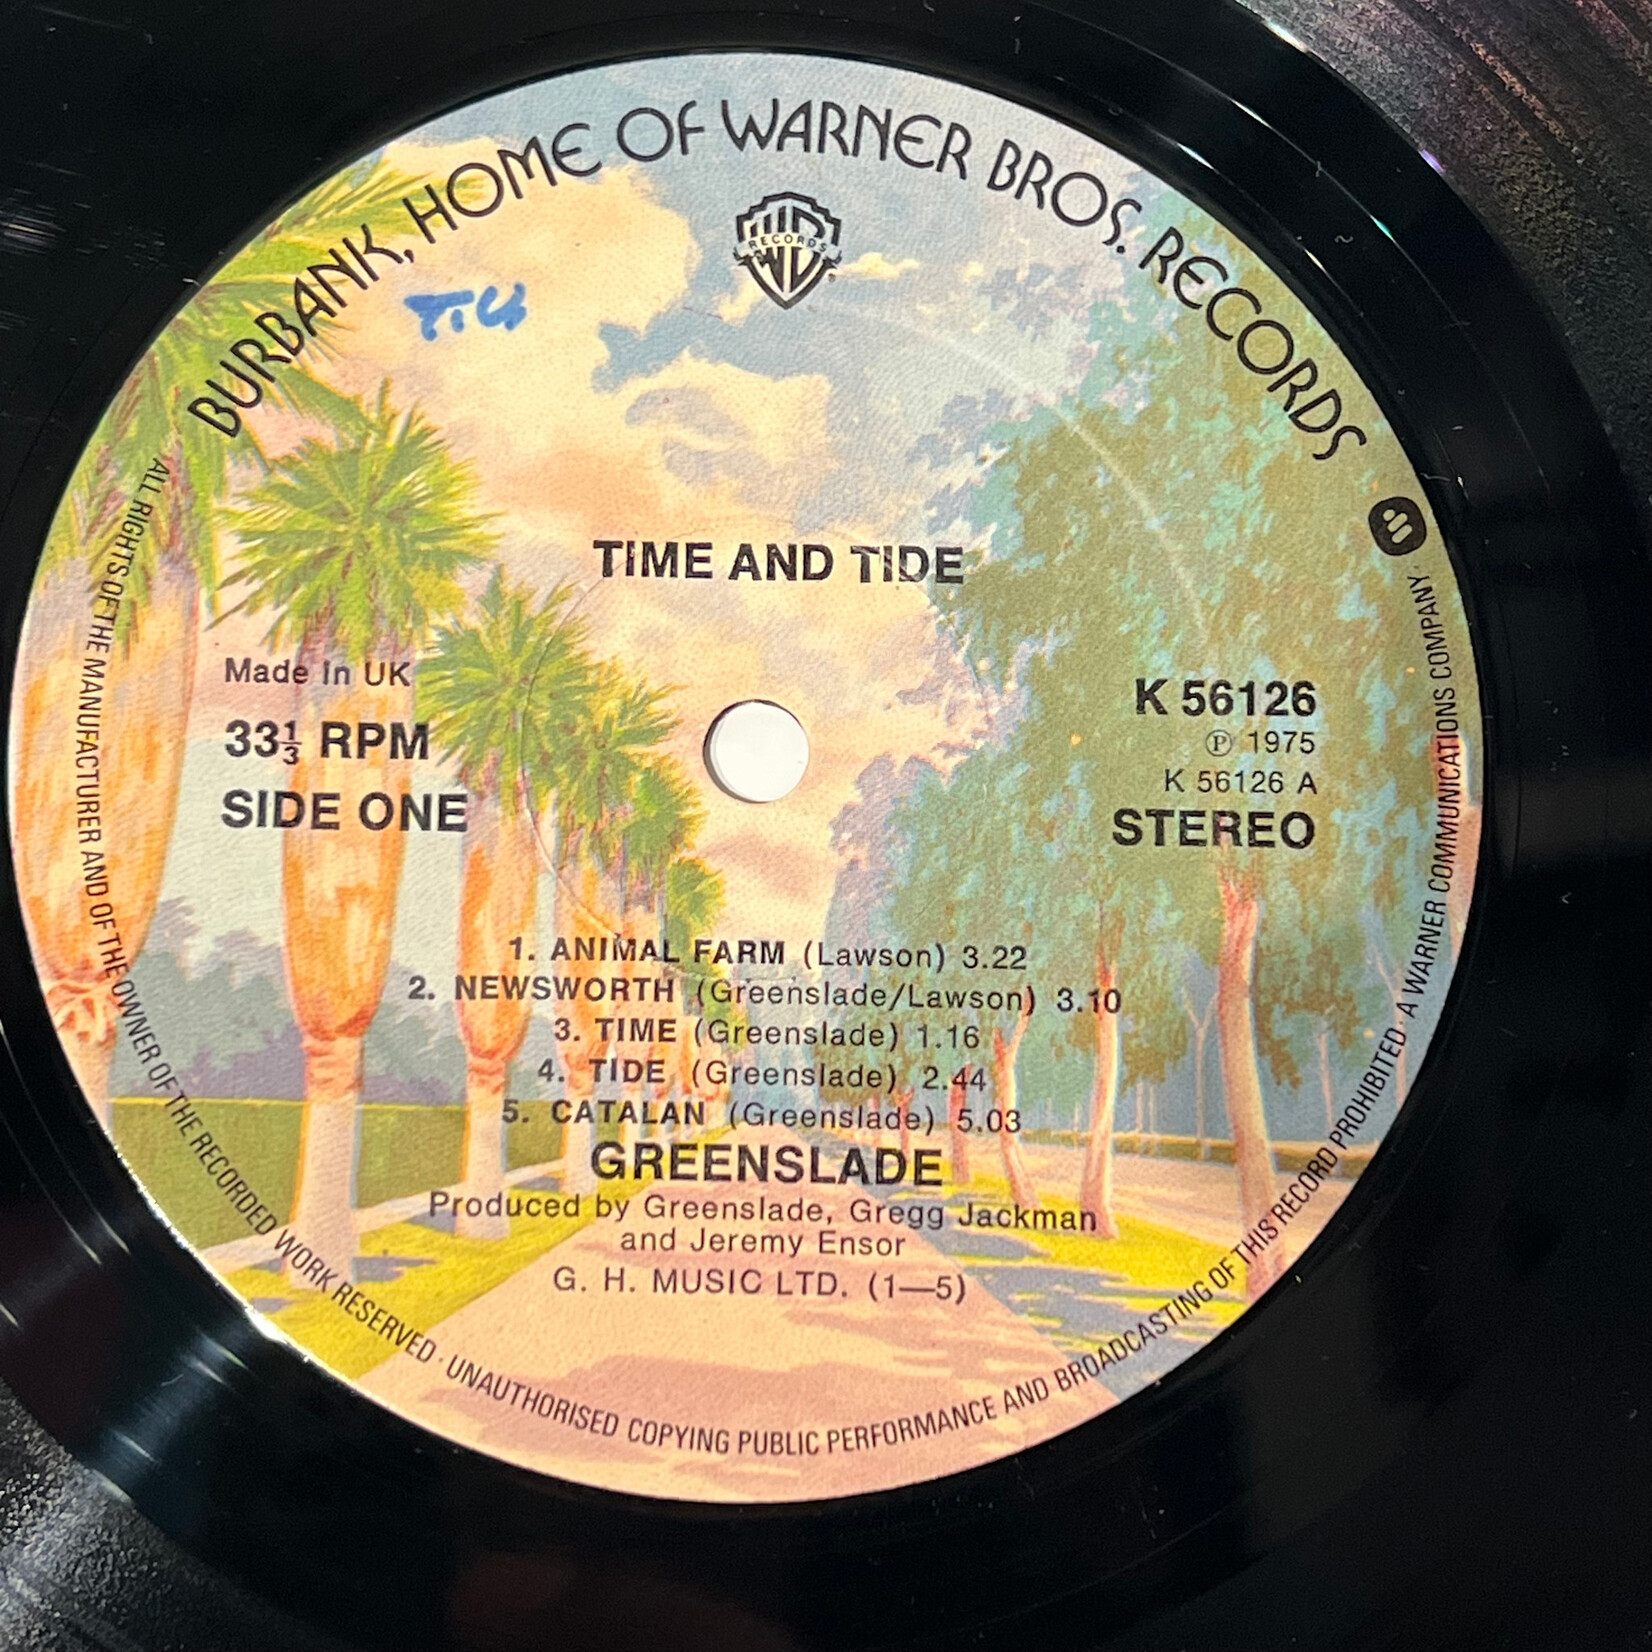 BURBANK, HOME OF WARNER BROS. RECORDS
RECORDS
TIME AND TIDE
Made In UK
33⅓ RPM
SIDE ONE
K 56126
℗ 1975
K 56126 A
STEREO
1. ANIMAL FARM (Lawson) 3.22
2. NEWSWORTH (Greenslade/Lawson) 3.10
3. TIME (Greenslade) 1.16
4. TIDE (Greenslade) 2.44
5. CATALAN (Greenslade) 5.03
GREENSLADE
Produced by Greenslade, Gregg Jackman
and Jeremy Ensor
G. H. MUSIC LTD. (1—5)
ALL RIGHTS OF THE MANUFACTURER AND OF THE OWNER OF THE RECORDED WORK RESERVED · UNAUTHORISED COPYING PUBLIC PERFORMANCE AND BROADCASTING OF THIS RECORD PROHIBITED · A WARNER COMMUNICATIONS COMPANY ·